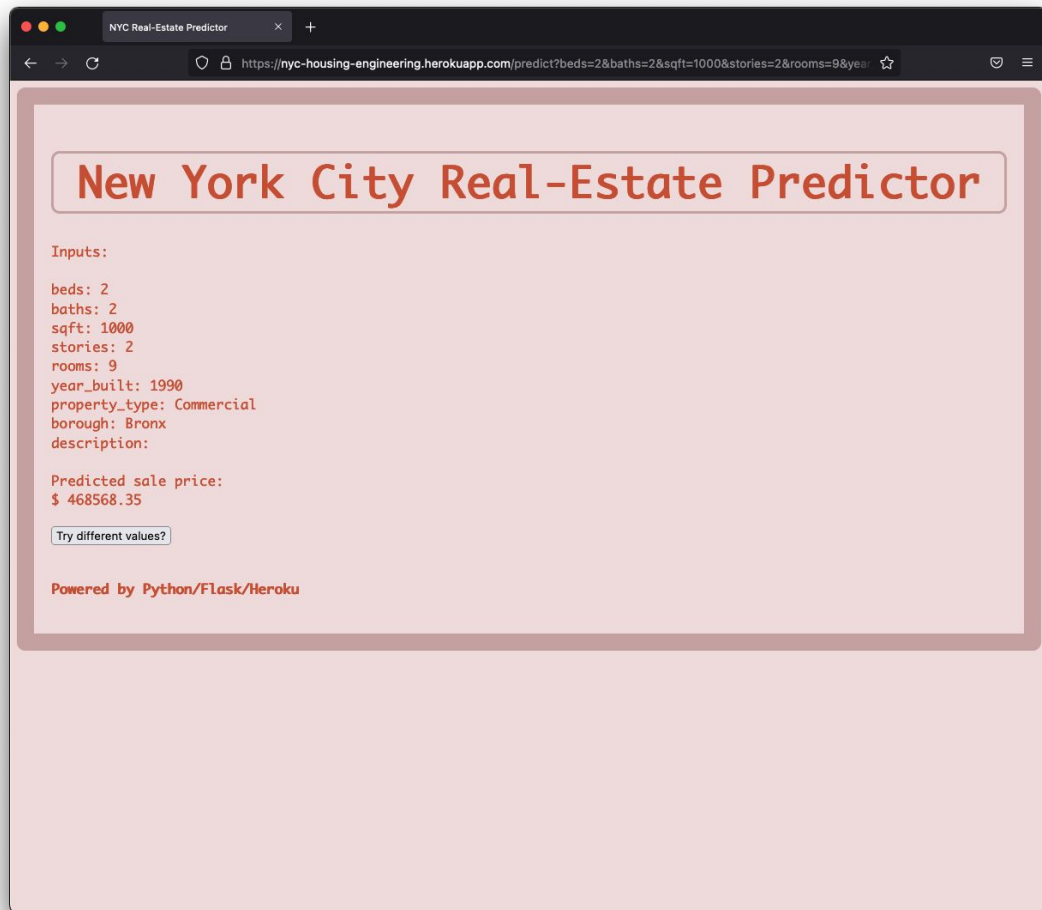 NYC Real-Estate Predictor
https://nyc-housing-engineering.herokuapp.com/predict?beds=2&baths=2&sqft=1000&stories=2&rooms=9&yea
New York City Real-Estate Predictor
Inputs:
beds: 2
baths: 2
sqft: 1000
stories: 2
rooms: 9
year_built: 1990
property_type: Commercial
borough: Bronx
description:
Predicted sale price:
$ 468568.35
Try different values?
Powered by Python/Flask/Heroku